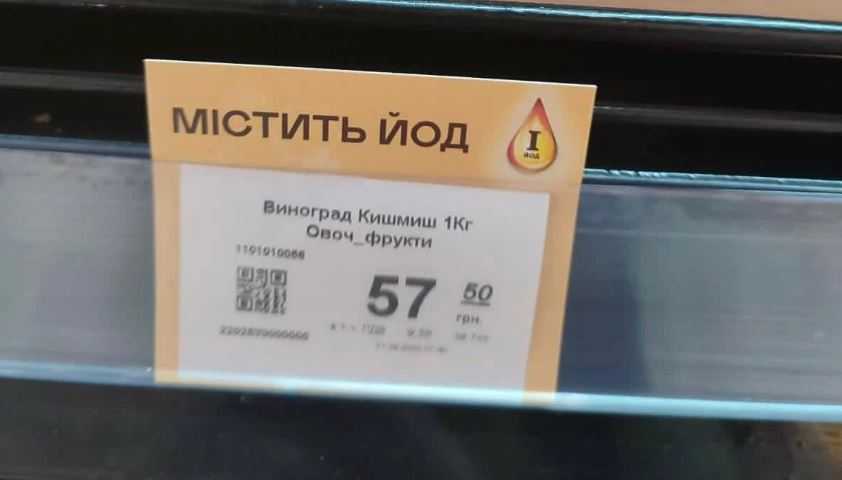 МІСТИТЬ ЙОД
І
йод
Виноград Кишмиш 1Кг
Овоч_фрукти
1101010066
57 50
грн.